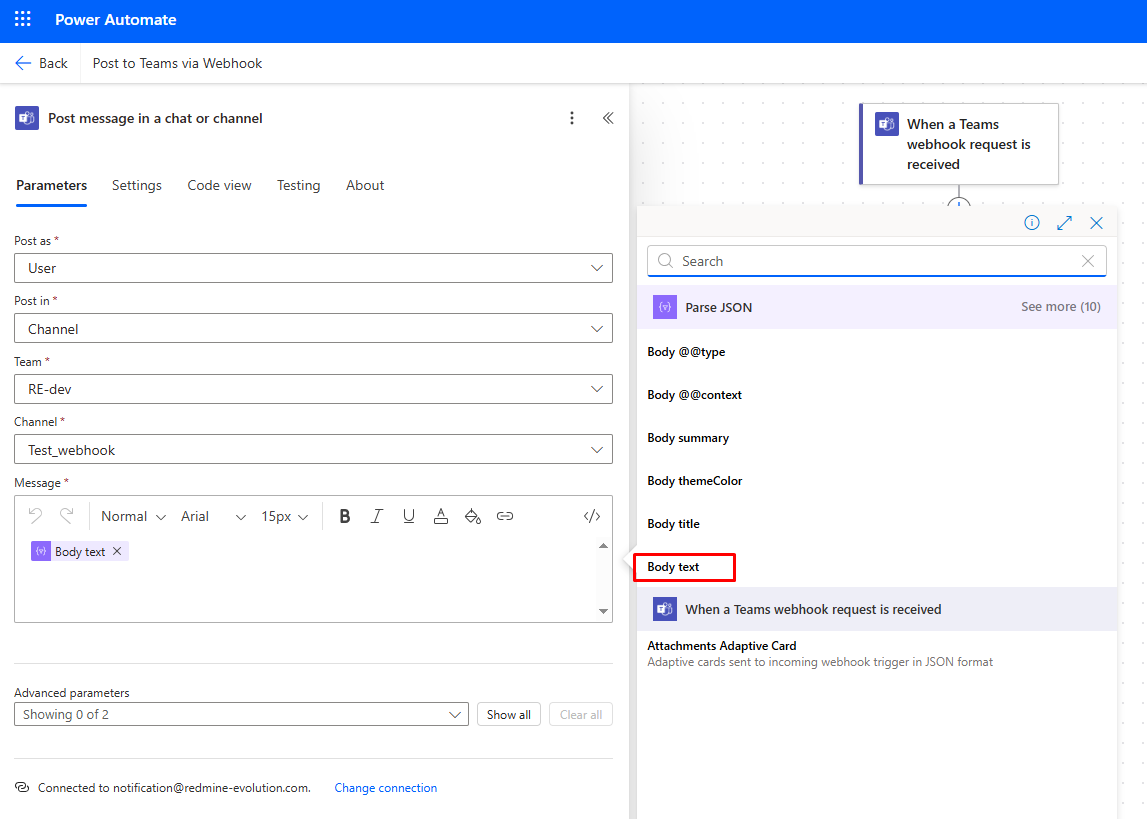 Power Automate
Back
Post to Teams via Webhook
Post message in a chat or channel
Parameters
Settings
Code view
Testing
About
Post as *
User
Post in *
Channel
Team *
RE-dev
Channel *
Test_webhook
Message *
Normal
Arial
15px
B
I
U
A
</>
Body text
Advanced parameters
Showing 0 of 2
Show all
Clear all
Connected to notification@redmine-evolution.com.
Change connection
When a Teams
webhook request is
received
Search
Parse JSON
See more (10)
Body @@type
Body @@context
Body summary
Body themeColor
Body title
Body text
When a Teams webhook request is received
Attachments Adaptive Card
Adaptive cards sent to incoming webhook trigger in JSON format